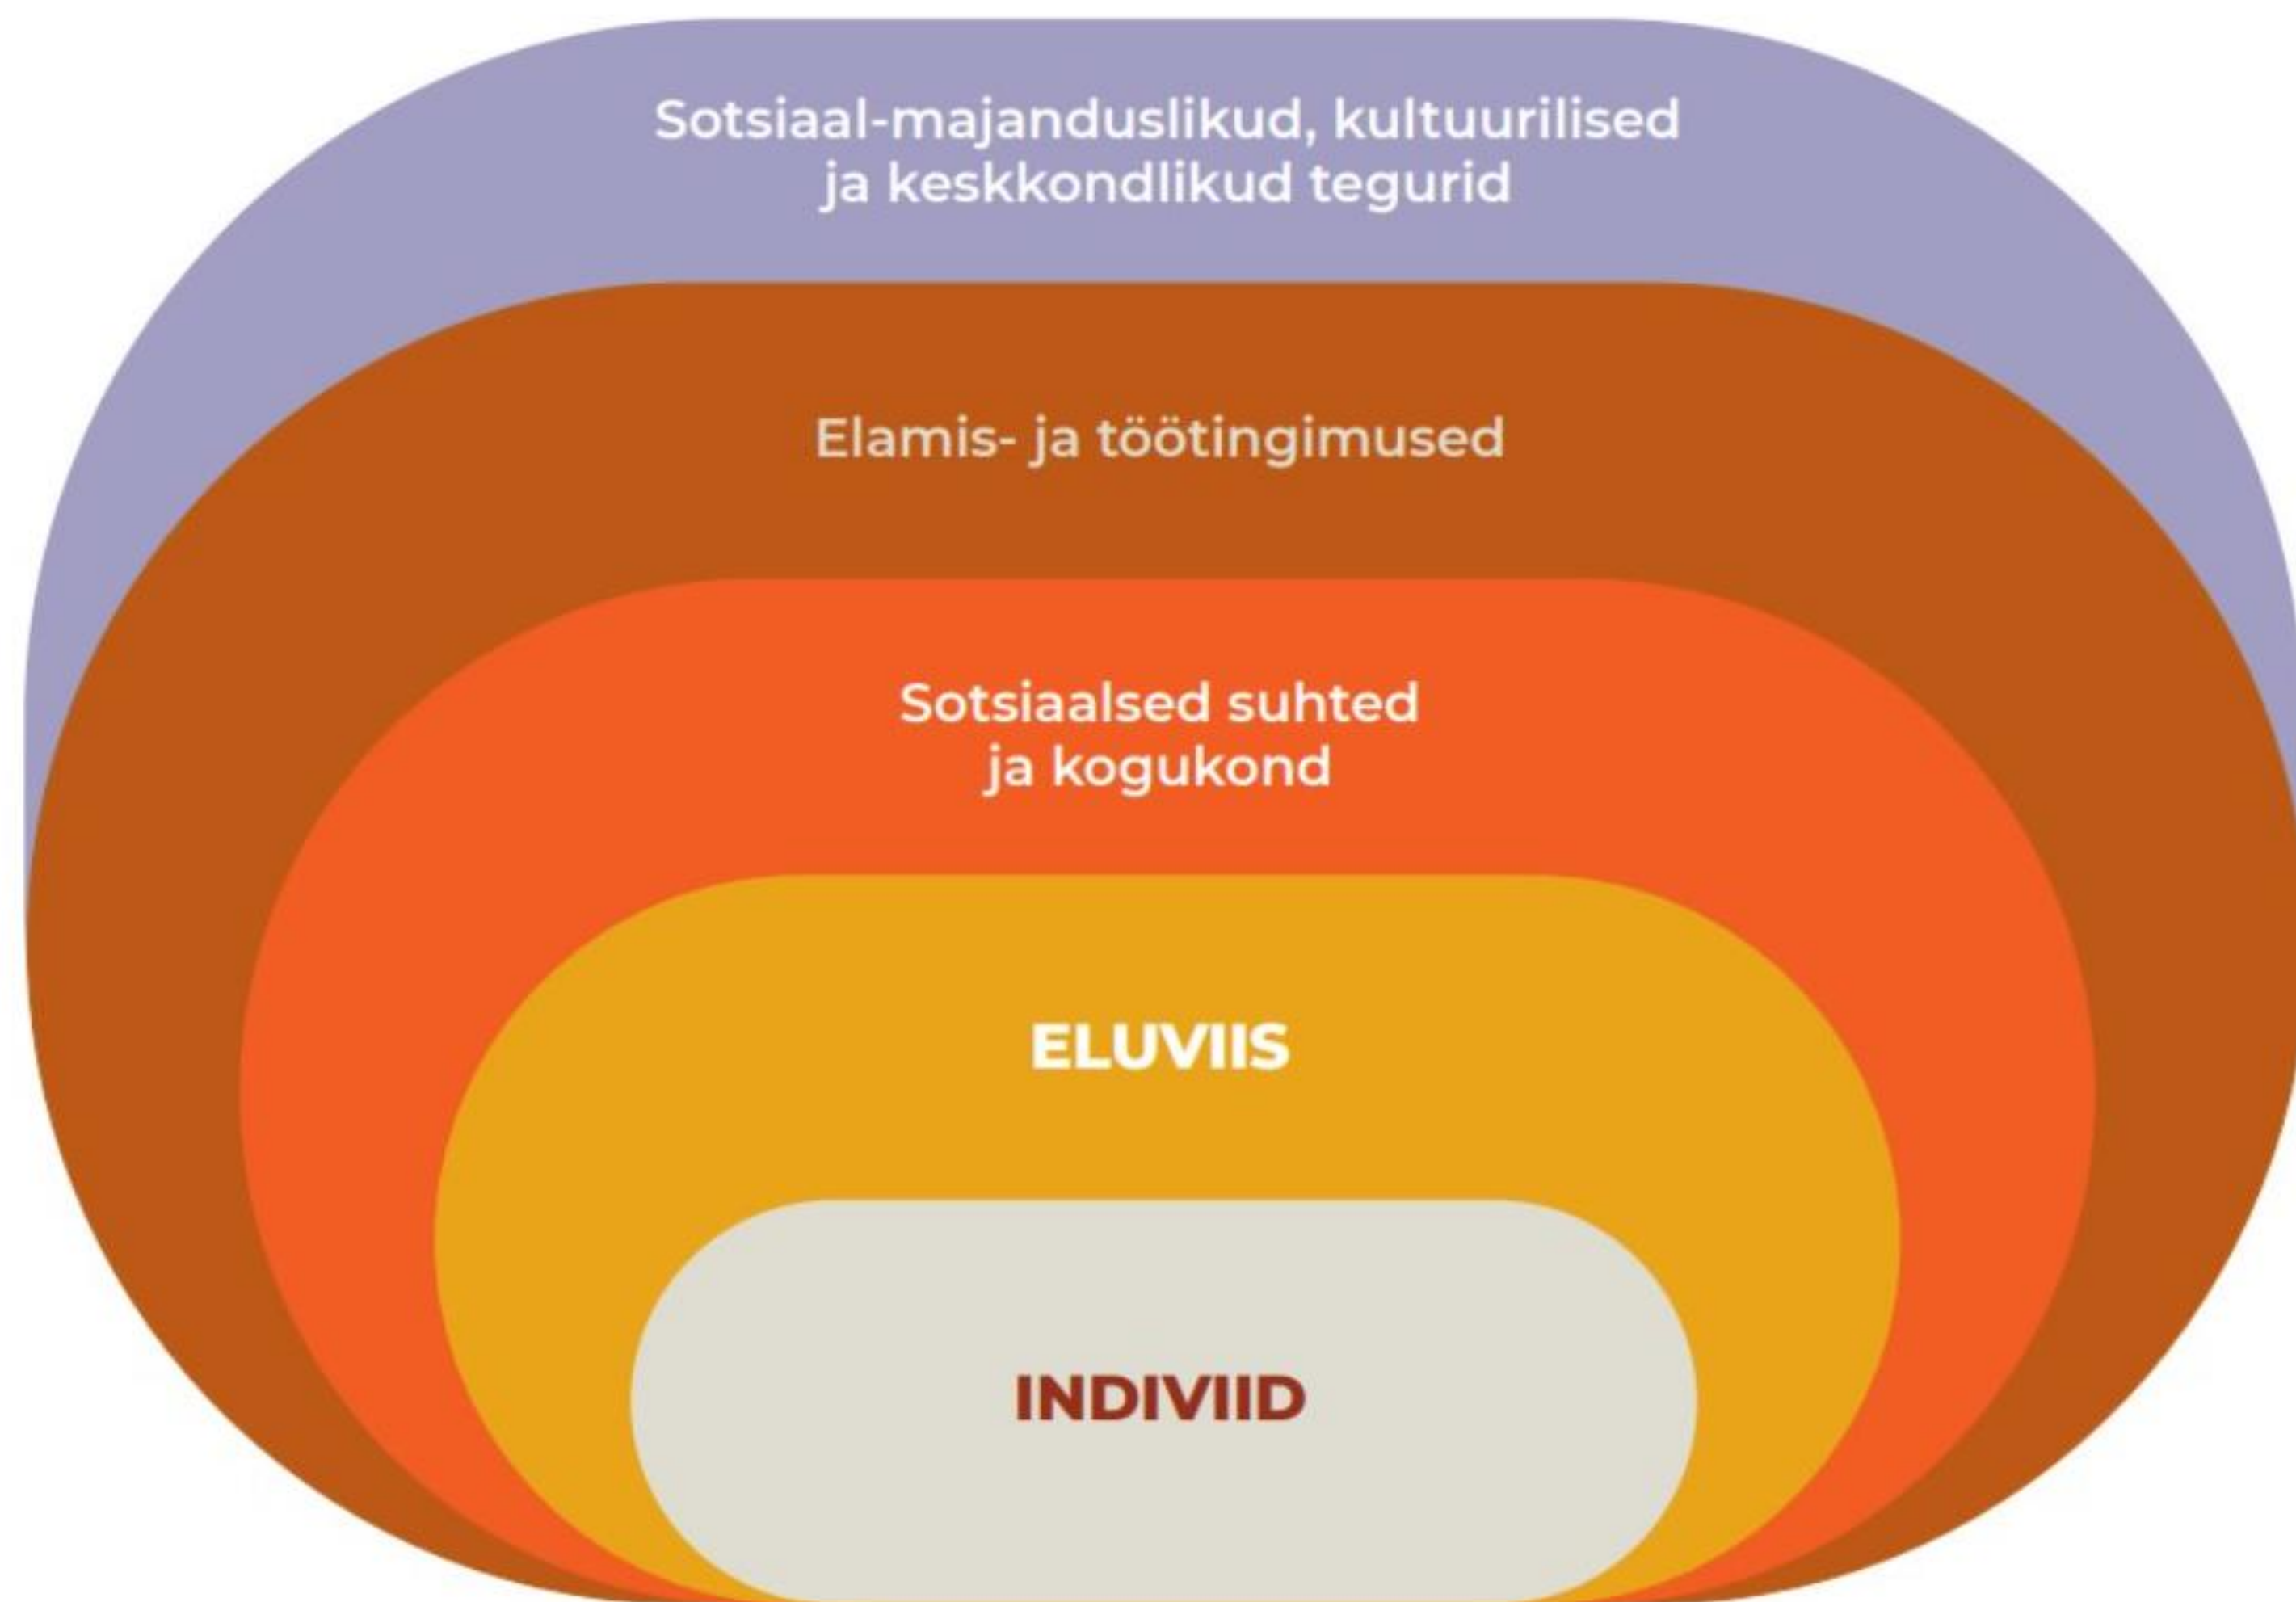 Sotsiaal-majanduslikud, kultuurilised
ja keskkondlikud tegurid
Elamis- ja töötingimused
Sotsiaalsed suhted
ja kogukond
ELUVIIS
INDIVIID